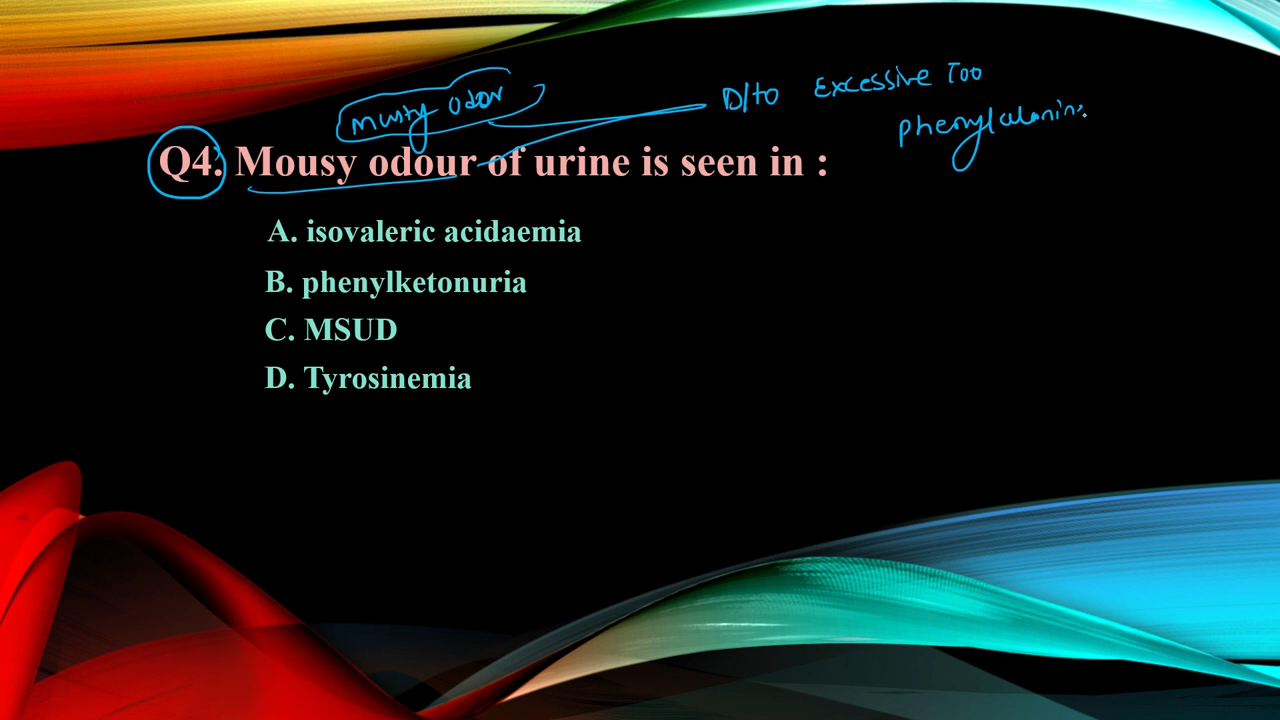 musty odor
D/to Excessive Too
phenylalanine
Q4. Mousy odour of urine is seen in :
A. isovaleric acidaemia
B. phenylketonuria
C. MSUD
D. Tyrosinemia